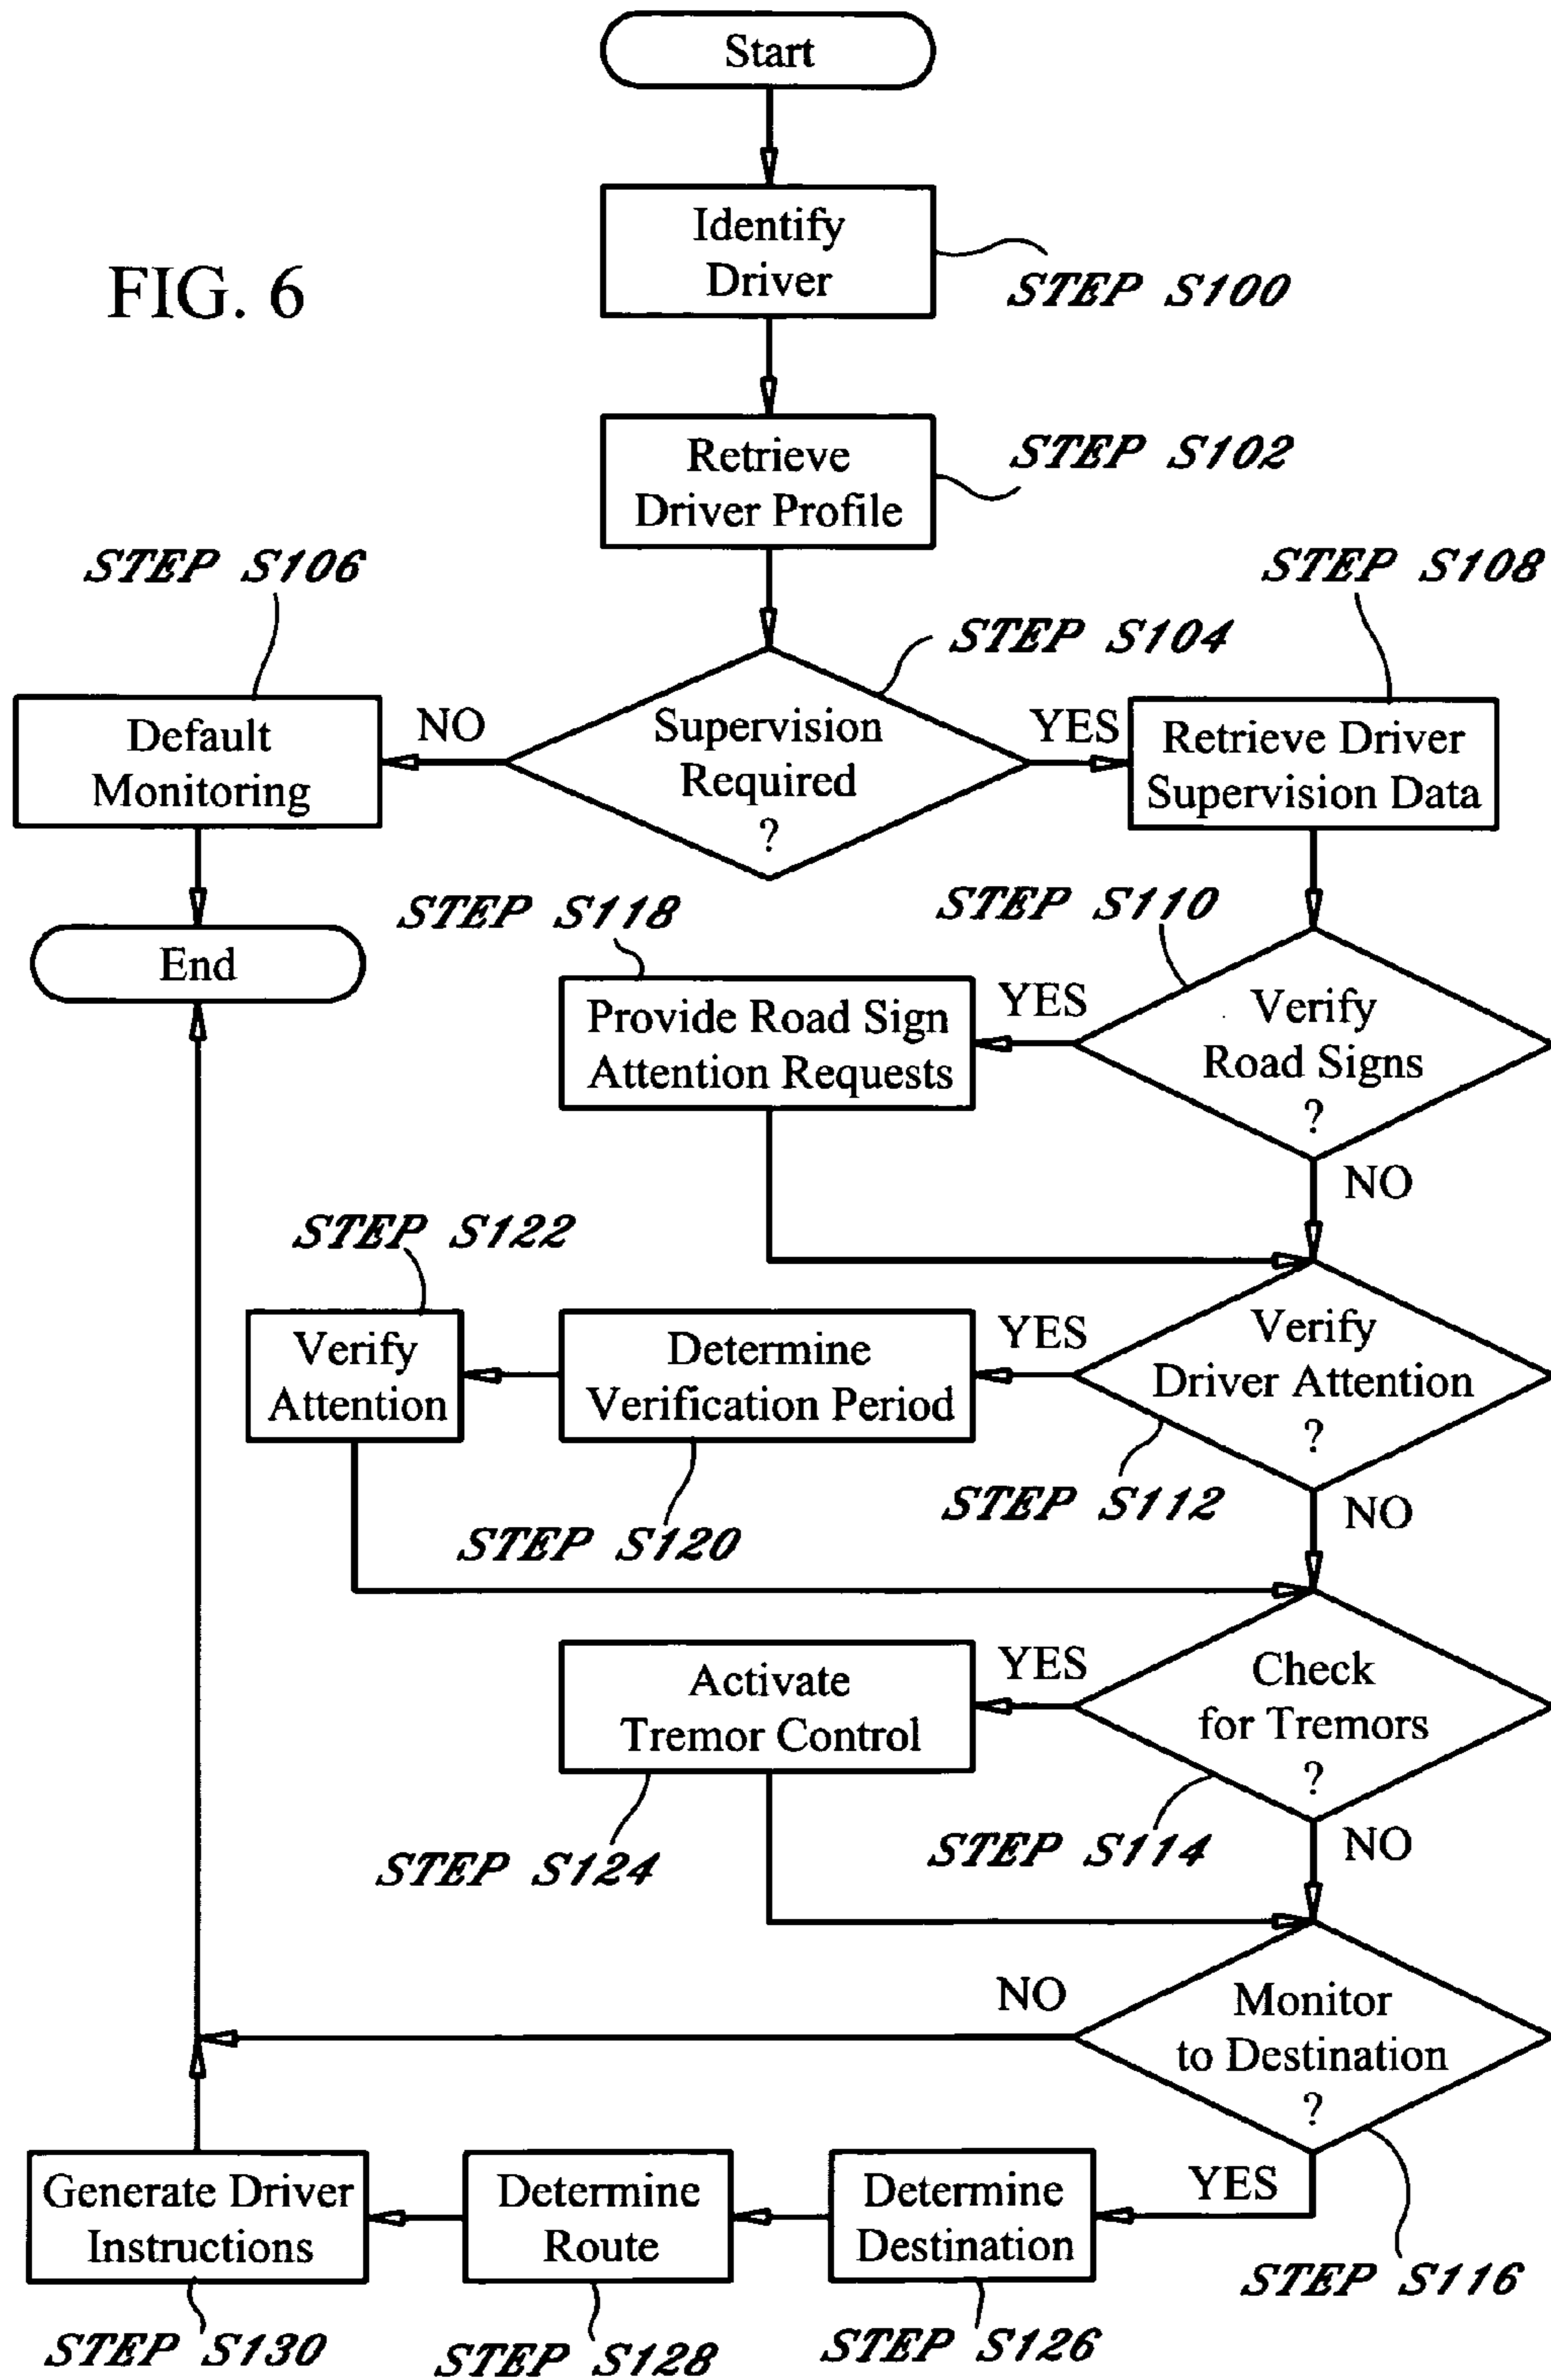 Start
Identify
Driver
STEP S100
FIG. 6
Retrieve
Driver Profile
STEP S102
STEP S106
STEP S108
STEP S104
Default
Monitoring
NO
Supervision
Required
?
YES
Retrieve Driver
Supervision Data
STEP S118
STEP S110
End
Provide Road Sign
Attention Requests
YES
Verify
Road Signs
?
NO
STEP S122
Verify
Attention
Determine
Verification Period
YES
Verify
Driver Attention
?
STEP S120
STEP S112
NO
Activate
Tremor Control
YES
Check
for Tremors
?
STEP S124
STEP S114
NO
NO
Monitor
to Destination
?
Generate Driver
Instructions
Determine
Route
Determine
Destination
YES
STEP S116
STEP S130
STEP S128
STEP S126